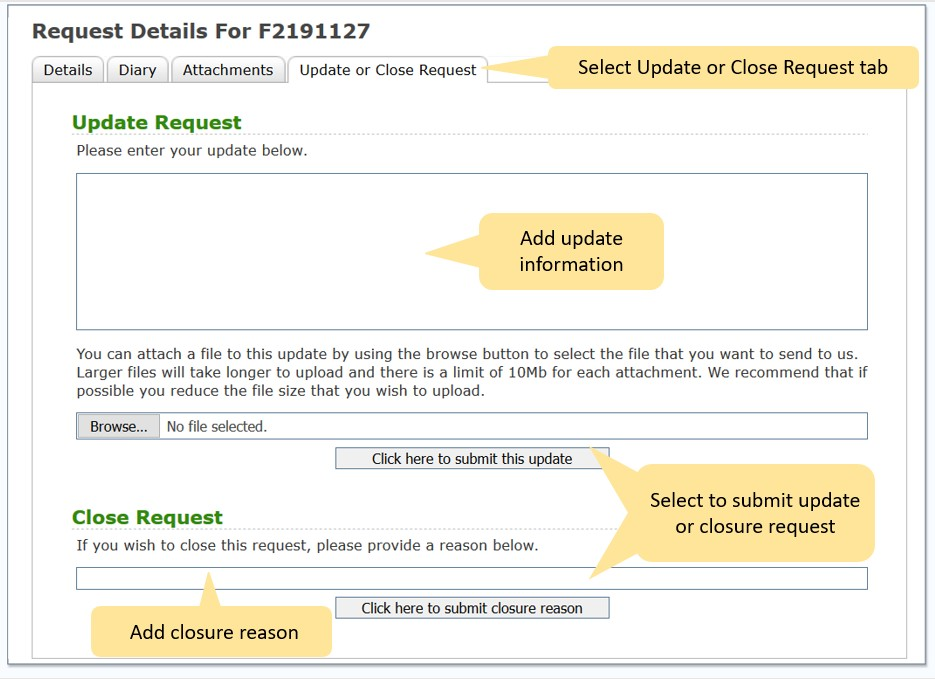 Request Details For F2191127
Details
Diary
Attachments
Update or Close Request
Select Update or Close Request tab
Update Request
Please enter your update below.
Add update
information
You can attach a file to this update by using the browse button to select the file that you want to send to us.
Larger files will take longer to upload and there is a limit of 10Mb for each attachment. We recommend that if
possible you reduce the file size that you wish to upload.
Browse... No file selected.
Click here to submit this update
Select to submit update
or closure request
Close Request
If you wish to close this request, please provide a reason below.
Click here to submit closure reason
Add closure reason